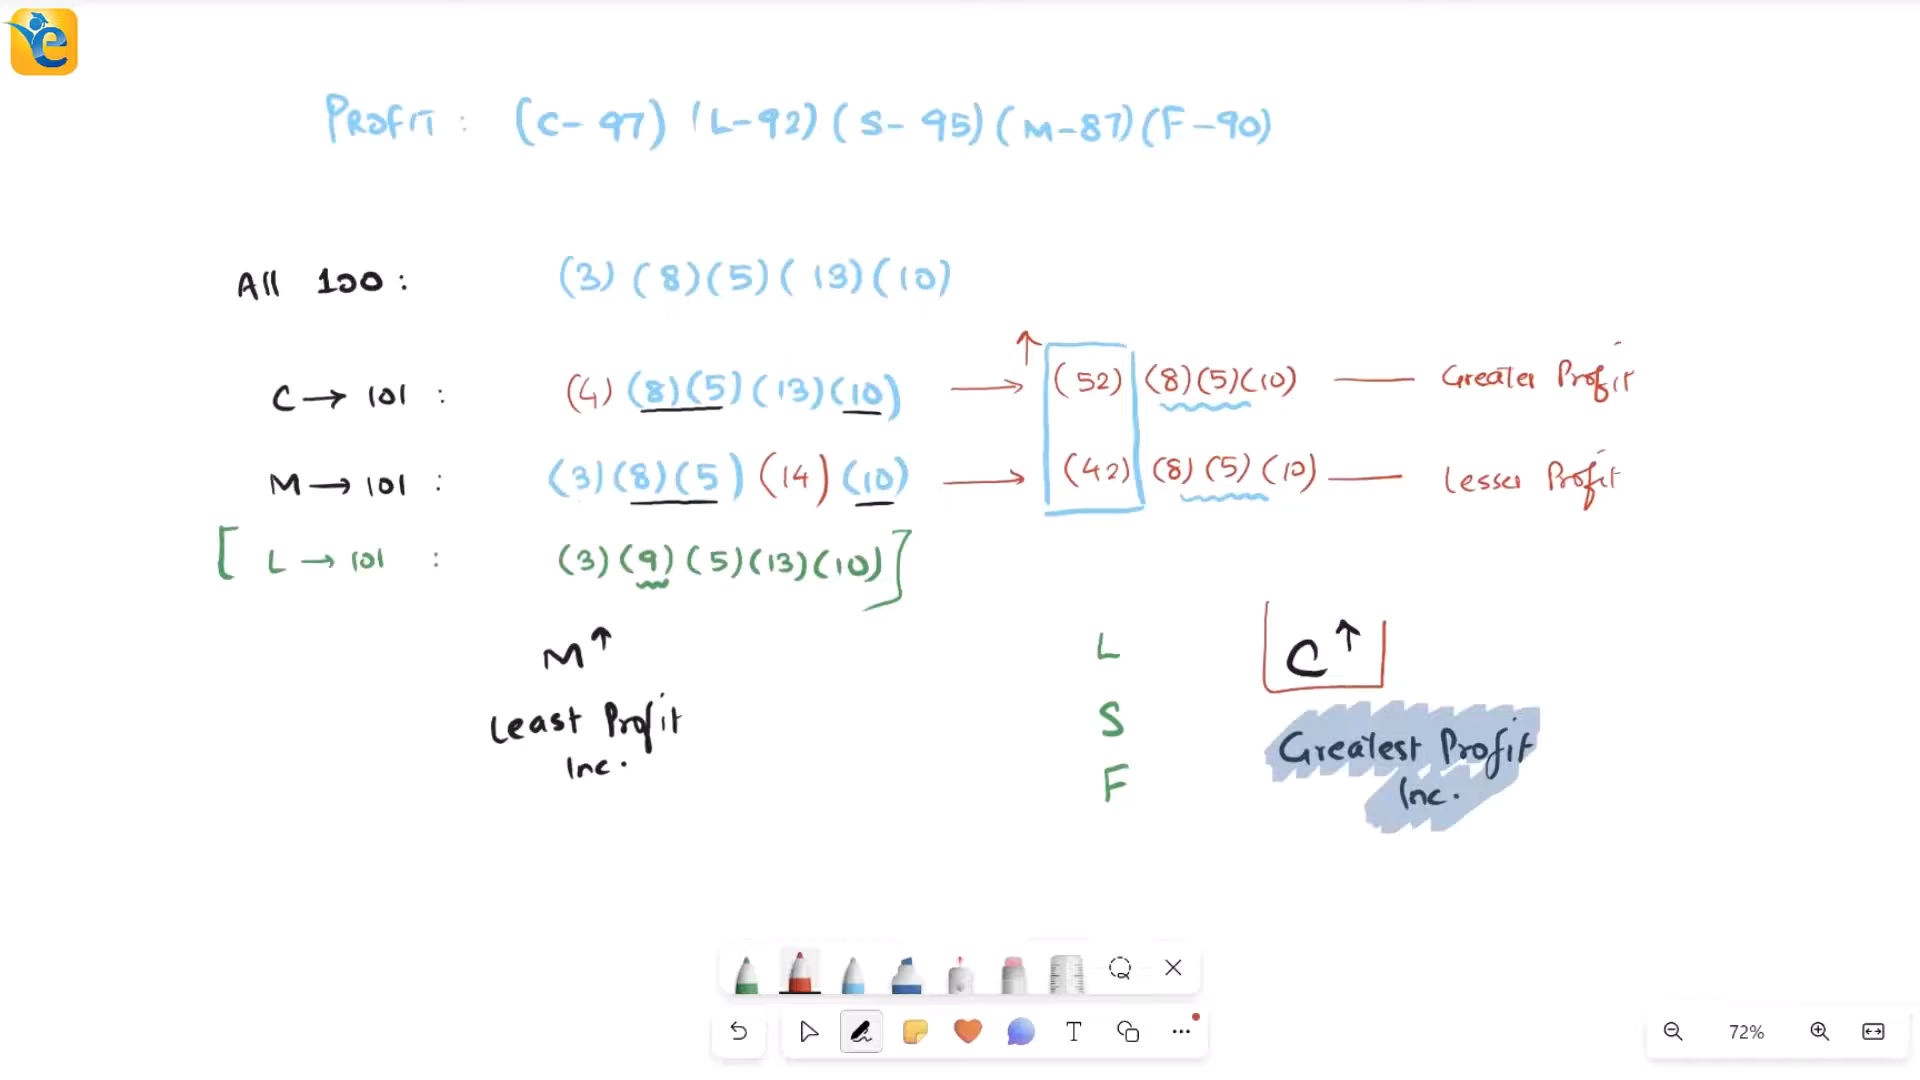 e
PROFIT : (C- 97) (L-92) (S- 95) (M-87) (F-90)
All 100 : (3) (8) (5) (13) (10)
C → 101 : (4) (8) (5) (13) (10) → ↑ (52) (8) (5) (10) — Greater Profit
M → 101 : (3) (8) (5) (14) (10) → (42) (8) (5) (10) — Lesser Profit
[ L → 101 : (3) (9) (5) (13) (10) ]
M↑
Least Profit
Inc.
L
S
F
C↑
Greatest Profit
Inc.
T
72%